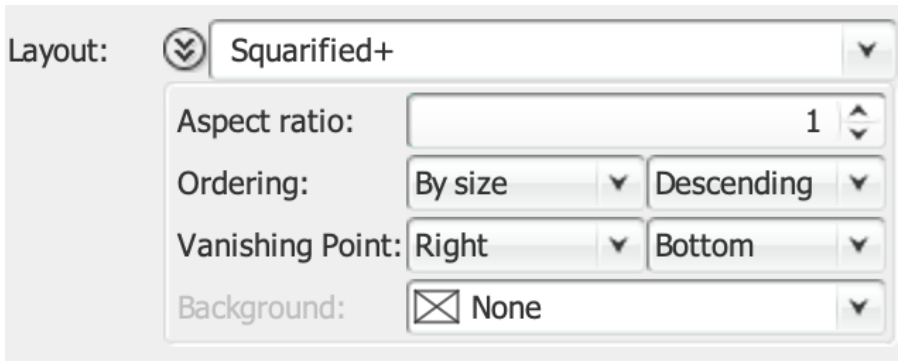 Layout: Squarified+
Aspect ratio: 1
Ordering: By size Descending
Vanishing Point: Right Bottom
Background: None